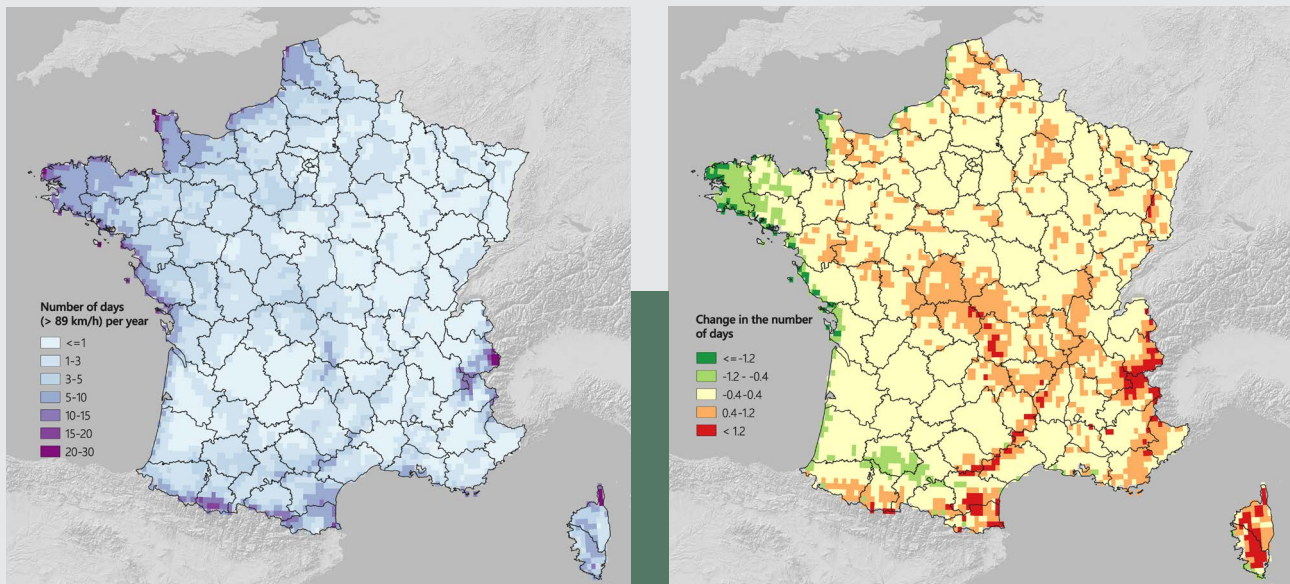 Number of days
(> 89 km/h) per year
<=1
1-3
3-5
5-10
10-15
15-20
20-30
Change in the number
of days
<= -1.2
-1.2 - -0.4
-0.4-0.4
0.4-1.2
< 1.2